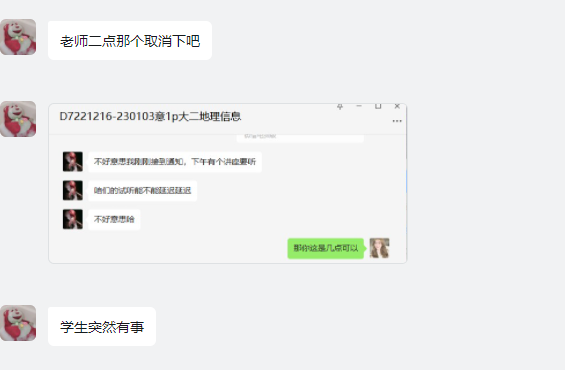 老师二点那个取消下吧
D7221216-230103意1p大二地理信息
不好意思我刚刚接到通知，下午有个讲座要听
咱们的试听能不能延迟延迟
不好意思哈
那你这是几点可以
学生突然有事